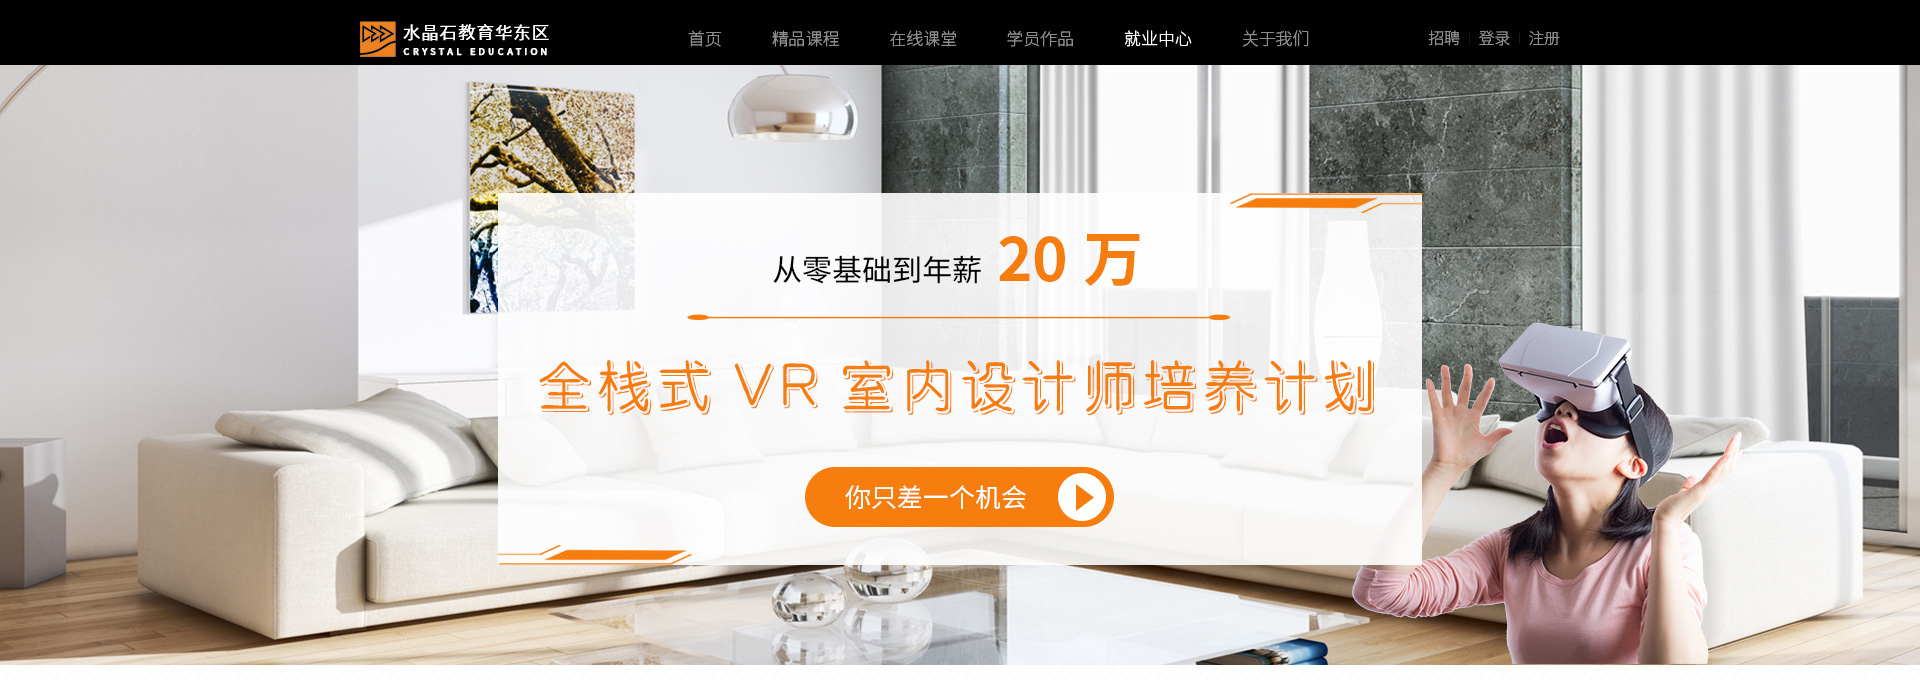 水晶石教育华东区
CRYSTAL EDUCATION
首页 精品课程 在线课堂 学员作品 就业中心 关于我们
招聘 登录 注册
从零基础到年薪 20 万
全栈式 VR 室内设计师培养计划
你只差一个机会